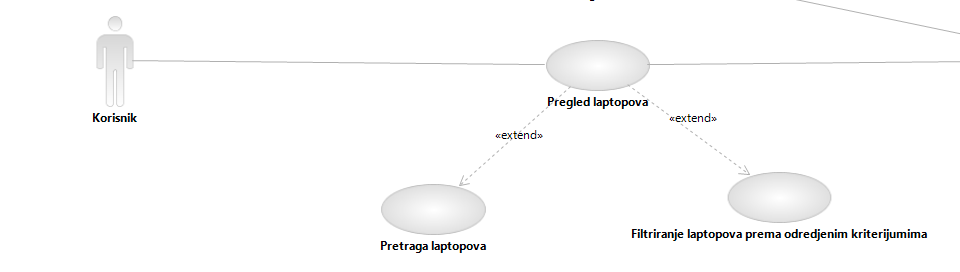 Korisnik
Pregled laptopova
«extend»
«extend»
Pretraga laptopova
Filtriranje laptopova prema odredjenim kriterijumima